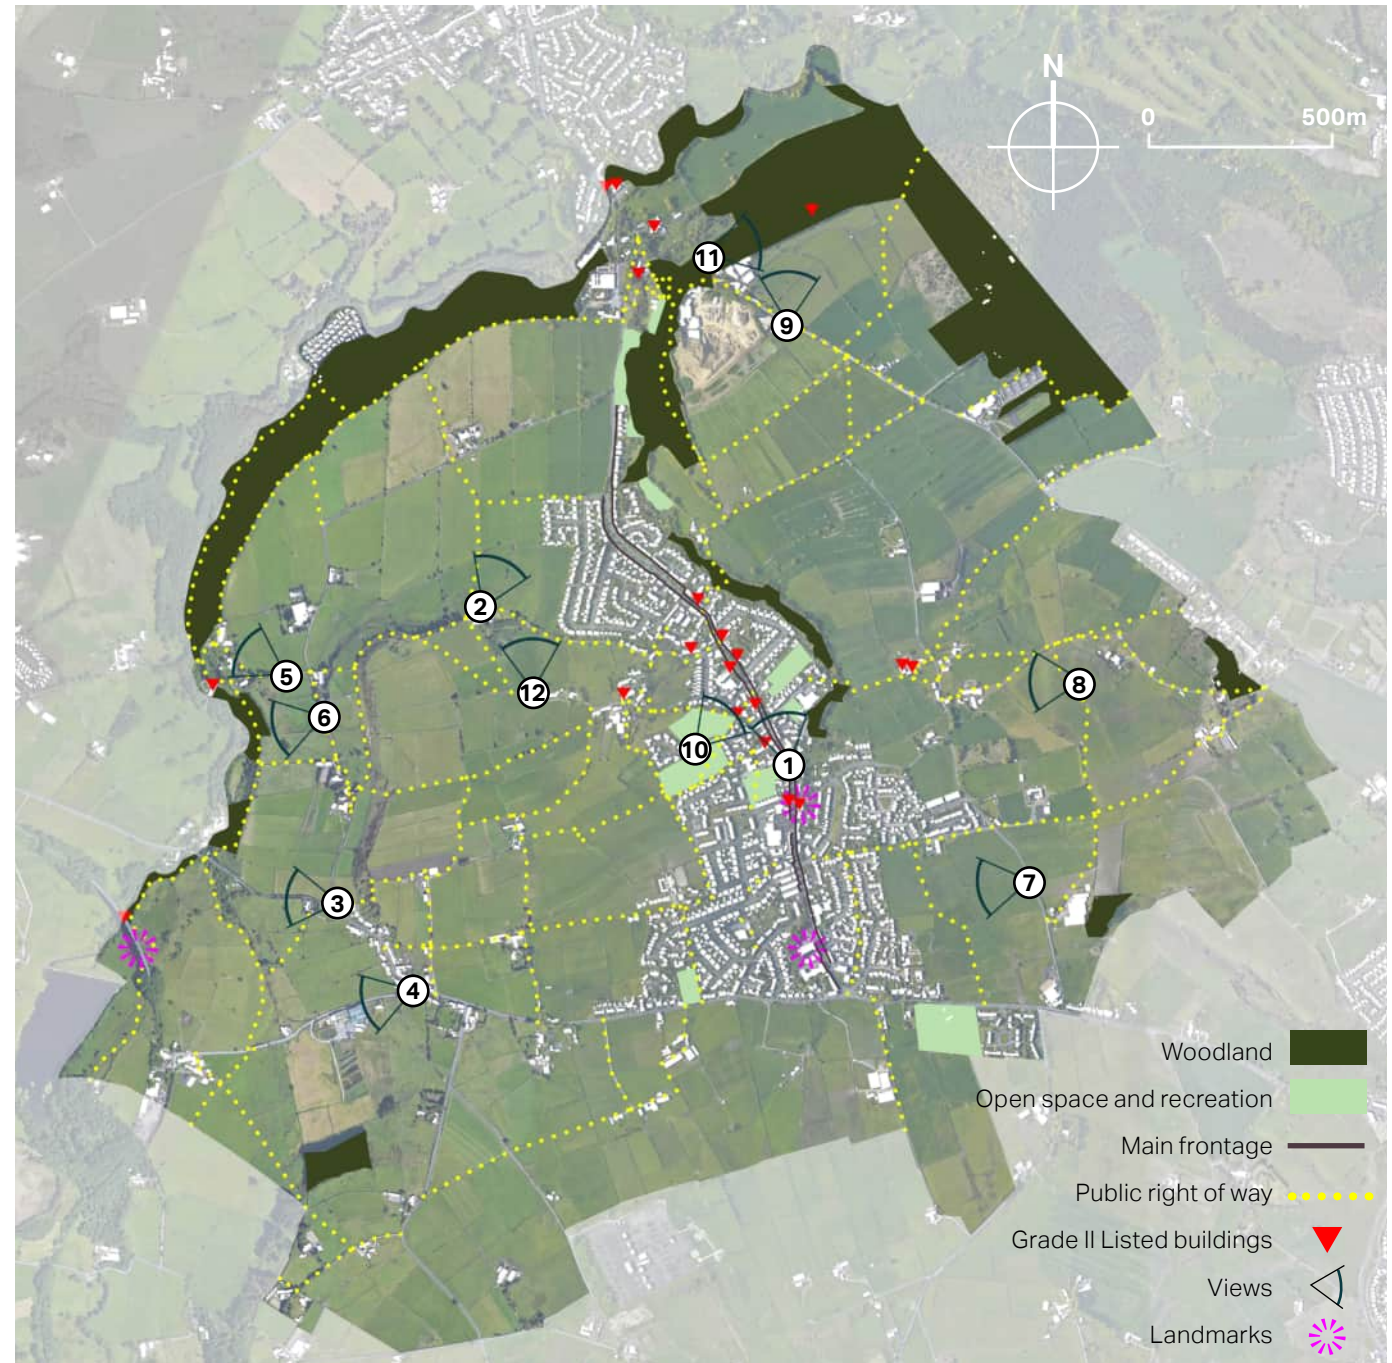 N
0 500m
11
9
2
5
12
8
6
10
1
7
3
4
Woodland
Open space and recreation
Main frontage
Public right of way
Grade II Listed buildings
Views
Landmarks